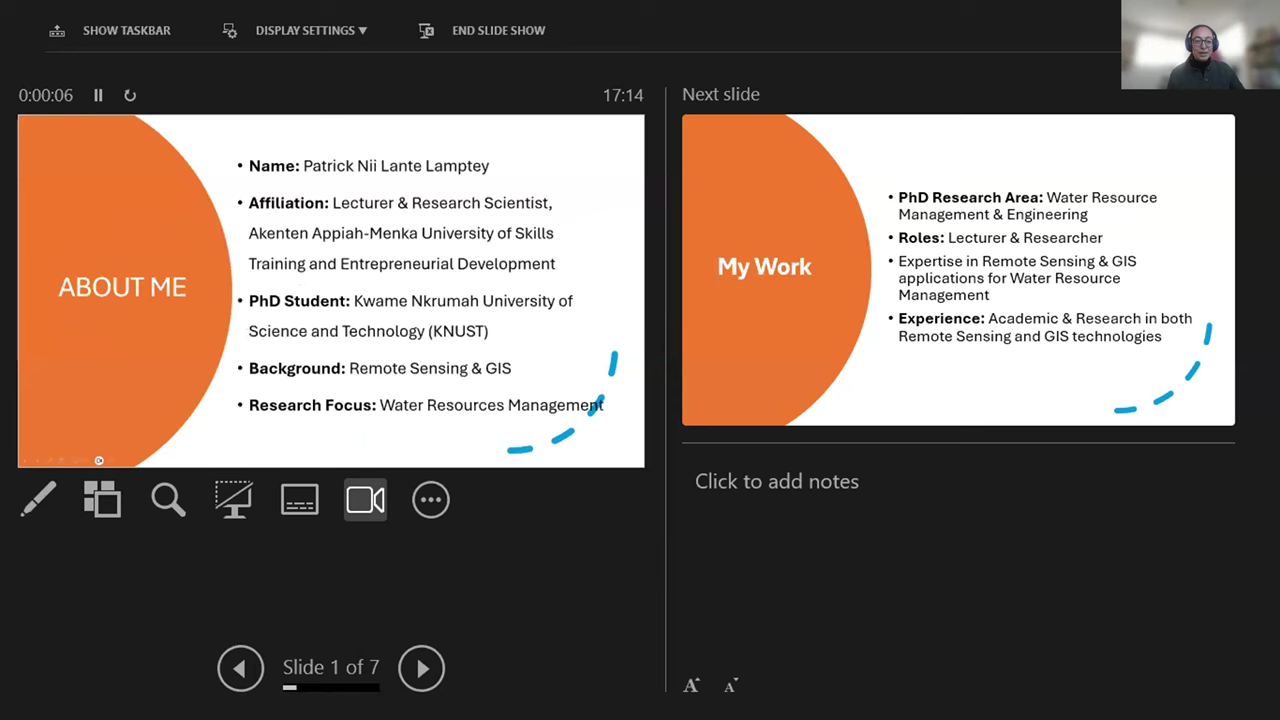 SHOW TASKBAR
DISPLAY SETTINGS ▼
END SLIDE SHOW
0:00:06
17:14
ABOUT ME
• Name: Patrick Nii Lante Lamptey
• Affiliation: Lecturer & Research Scientist,
Akenten Appiah-Menka University of Skills
Training and Entrepreneurial Development
• PhD Student: Kwame Nkrumah University of
Science and Technology (KNUST)
• Background: Remote Sensing & GIS
• Research Focus: Water Resources Management
Slide 1 of 7
Next slide
My Work
• PhD Research Area: Water Resource
Management & Engineering
• Roles: Lecturer & Researcher
• Expertise in Remote Sensing & GIS
applications for Water Resource
Management
• Experience: Academic & Research in both
Remote Sensing and GIS technologies
Click to add notes
A A